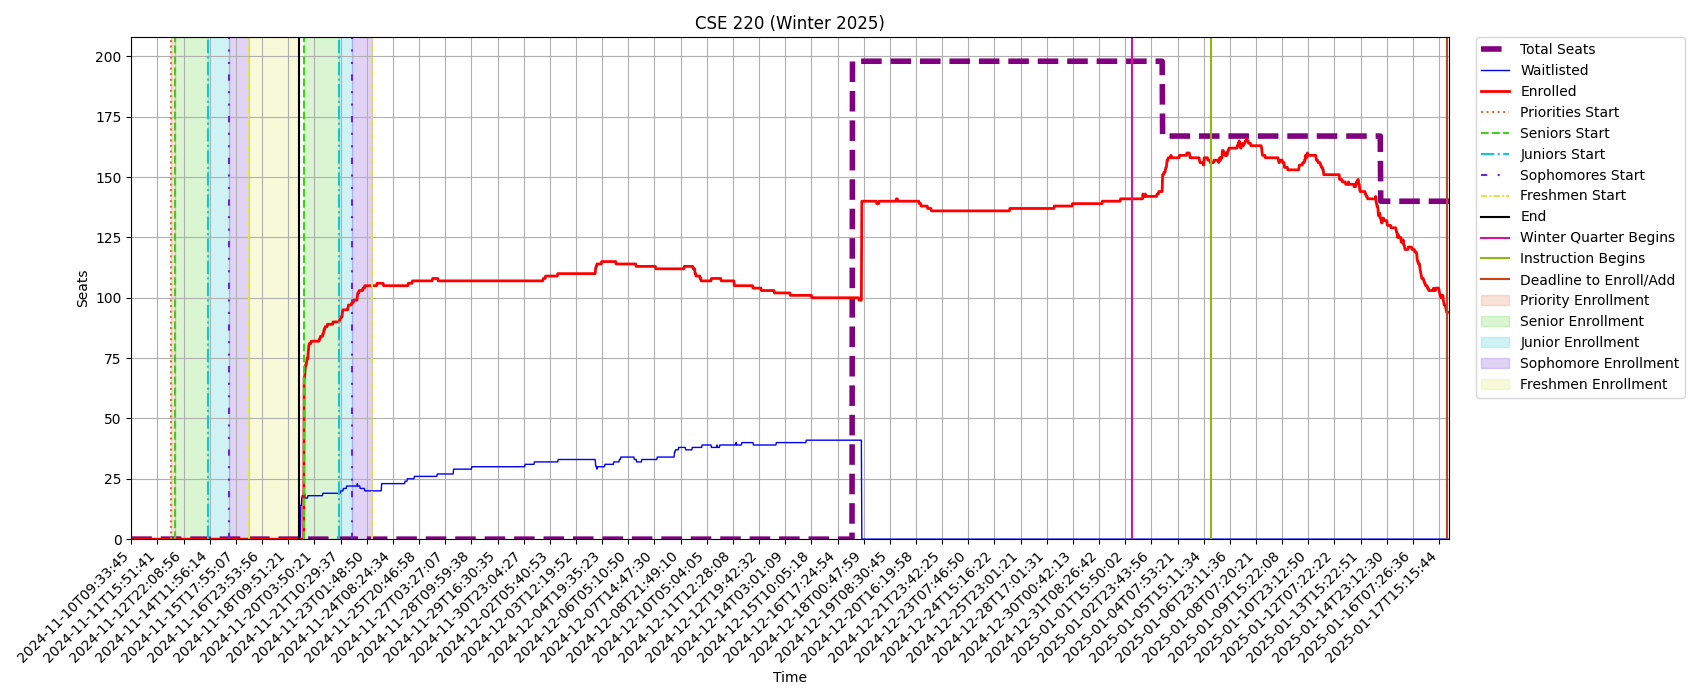 CSE 220 (Winter 2025)
Seats
200
175
150
125
100
75
50
25
0
2024-11-10T09:33:45
2024-11-11T15:51:41
2024-11-12T22:08:56
2024-11-14T11:56:14
2024-11-15T17:55:07
2024-11-16T23:53:56
2024-11-18T09:51:21
2024-11-20T03:50:21
2024-11-21T10:29:37
2024-11-23T01:48:50
2024-11-24T08:24:34
2024-11-25T20:46:58
2024-11-27T03:27:07
2024-11-28T09:59:38
2024-11-29T16:30:35
2024-11-30T23:04:27
2024-12-02T05:40:53
2024-12-03T12:19:52
2024-12-04T19:35:23
2024-12-06T05:10:50
2024-12-07T14:47:30
2024-12-08T21:49:10
2024-12-10T05:04:05
2024-12-11T12:28:08
2024-12-12T19:42:32
2024-12-14T03:01:09
2024-12-15T10:05:18
2024-12-16T17:24:54
2024-12-18T00:47:59
2024-12-19T08:30:45
2024-12-20T16:19:58
2024-12-21T23:42:25
2024-12-23T07:46:50
2024-12-24T15:16:22
2024-12-25T23:01:21
2024-12-28T17:01:31
2024-12-30T00:42:13
2024-12-31T08:26:42
2025-01-01T15:50:02
2025-01-02T23:43:56
2025-01-04T07:53:21
2025-01-05T15:11:34
2025-01-06T23:11:36
2025-01-08T07:20:21
2025-01-09T15:22:08
2025-01-10T23:12:50
2025-01-12T07:22:22
2025-01-13T15:22:51
2025-01-14T23:12:30
2025-01-16T07:26:36
2025-01-17T15:15:44
Time
Total Seats
Waitlisted
Enrolled
Priorities Start
Seniors Start
Juniors Start
Sophomores Start
Freshmen Start
End
Winter Quarter Begins
Instruction Begins
Deadline to Enroll/Add
Priority Enrollment
Senior Enrollment
Junior Enrollment
Sophomore Enrollment
Freshmen Enrollment